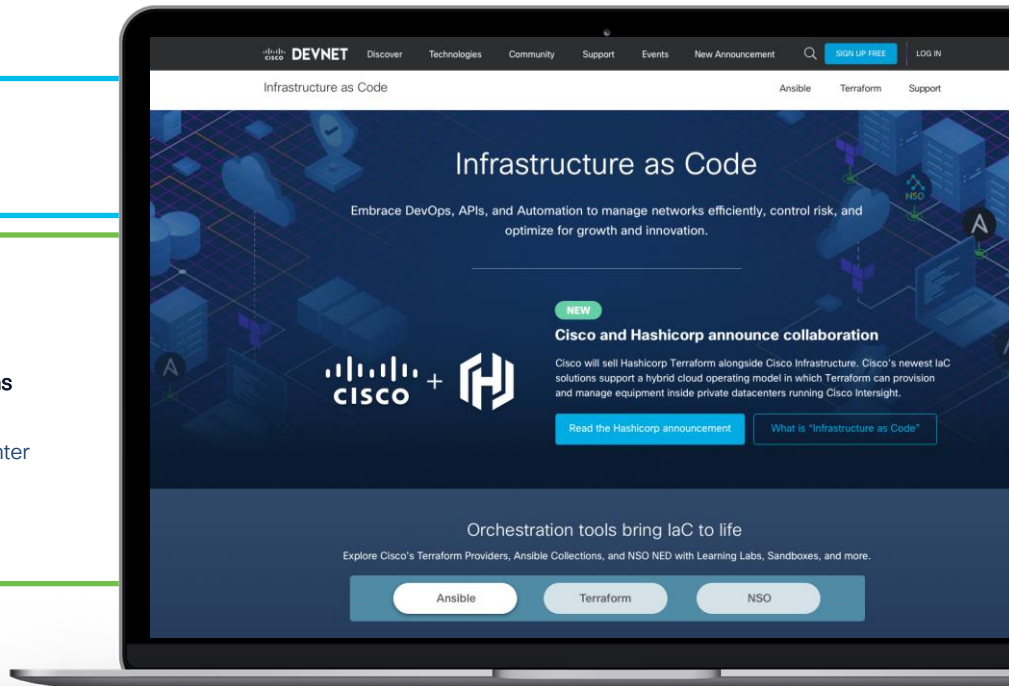 cisco DEVNET Discover Technologies Community Support Events New Announcement SIGN UP FREE LOG IN
Infrastructure as Code Ansible Terraform Support
Infrastructure as Code
Embrace DevOps, APIs, and Automation to manage networks efficiently, control risk, and
optimize for growth and innovation.
NSO
NEW
Cisco and Hashicorp announce collaboration
Cisco will sell Hashicorp Terraform alongside Cisco Infrastructure. Cisco's newest IaC
solutions support a hybrid cloud operating model in which Terraform can provision
and manage equipment inside private datacenters running Cisco Intersight.
cisco +
Read the Hashicorp announcement What is "Infrastructure as Code"
Orchestration tools bring IaC to life
Explore Cisco's Terraform Providers, Ansible Collections, and NSO NED with Learning Labs, Sandboxes, and more.
Ansible Terraform NSO